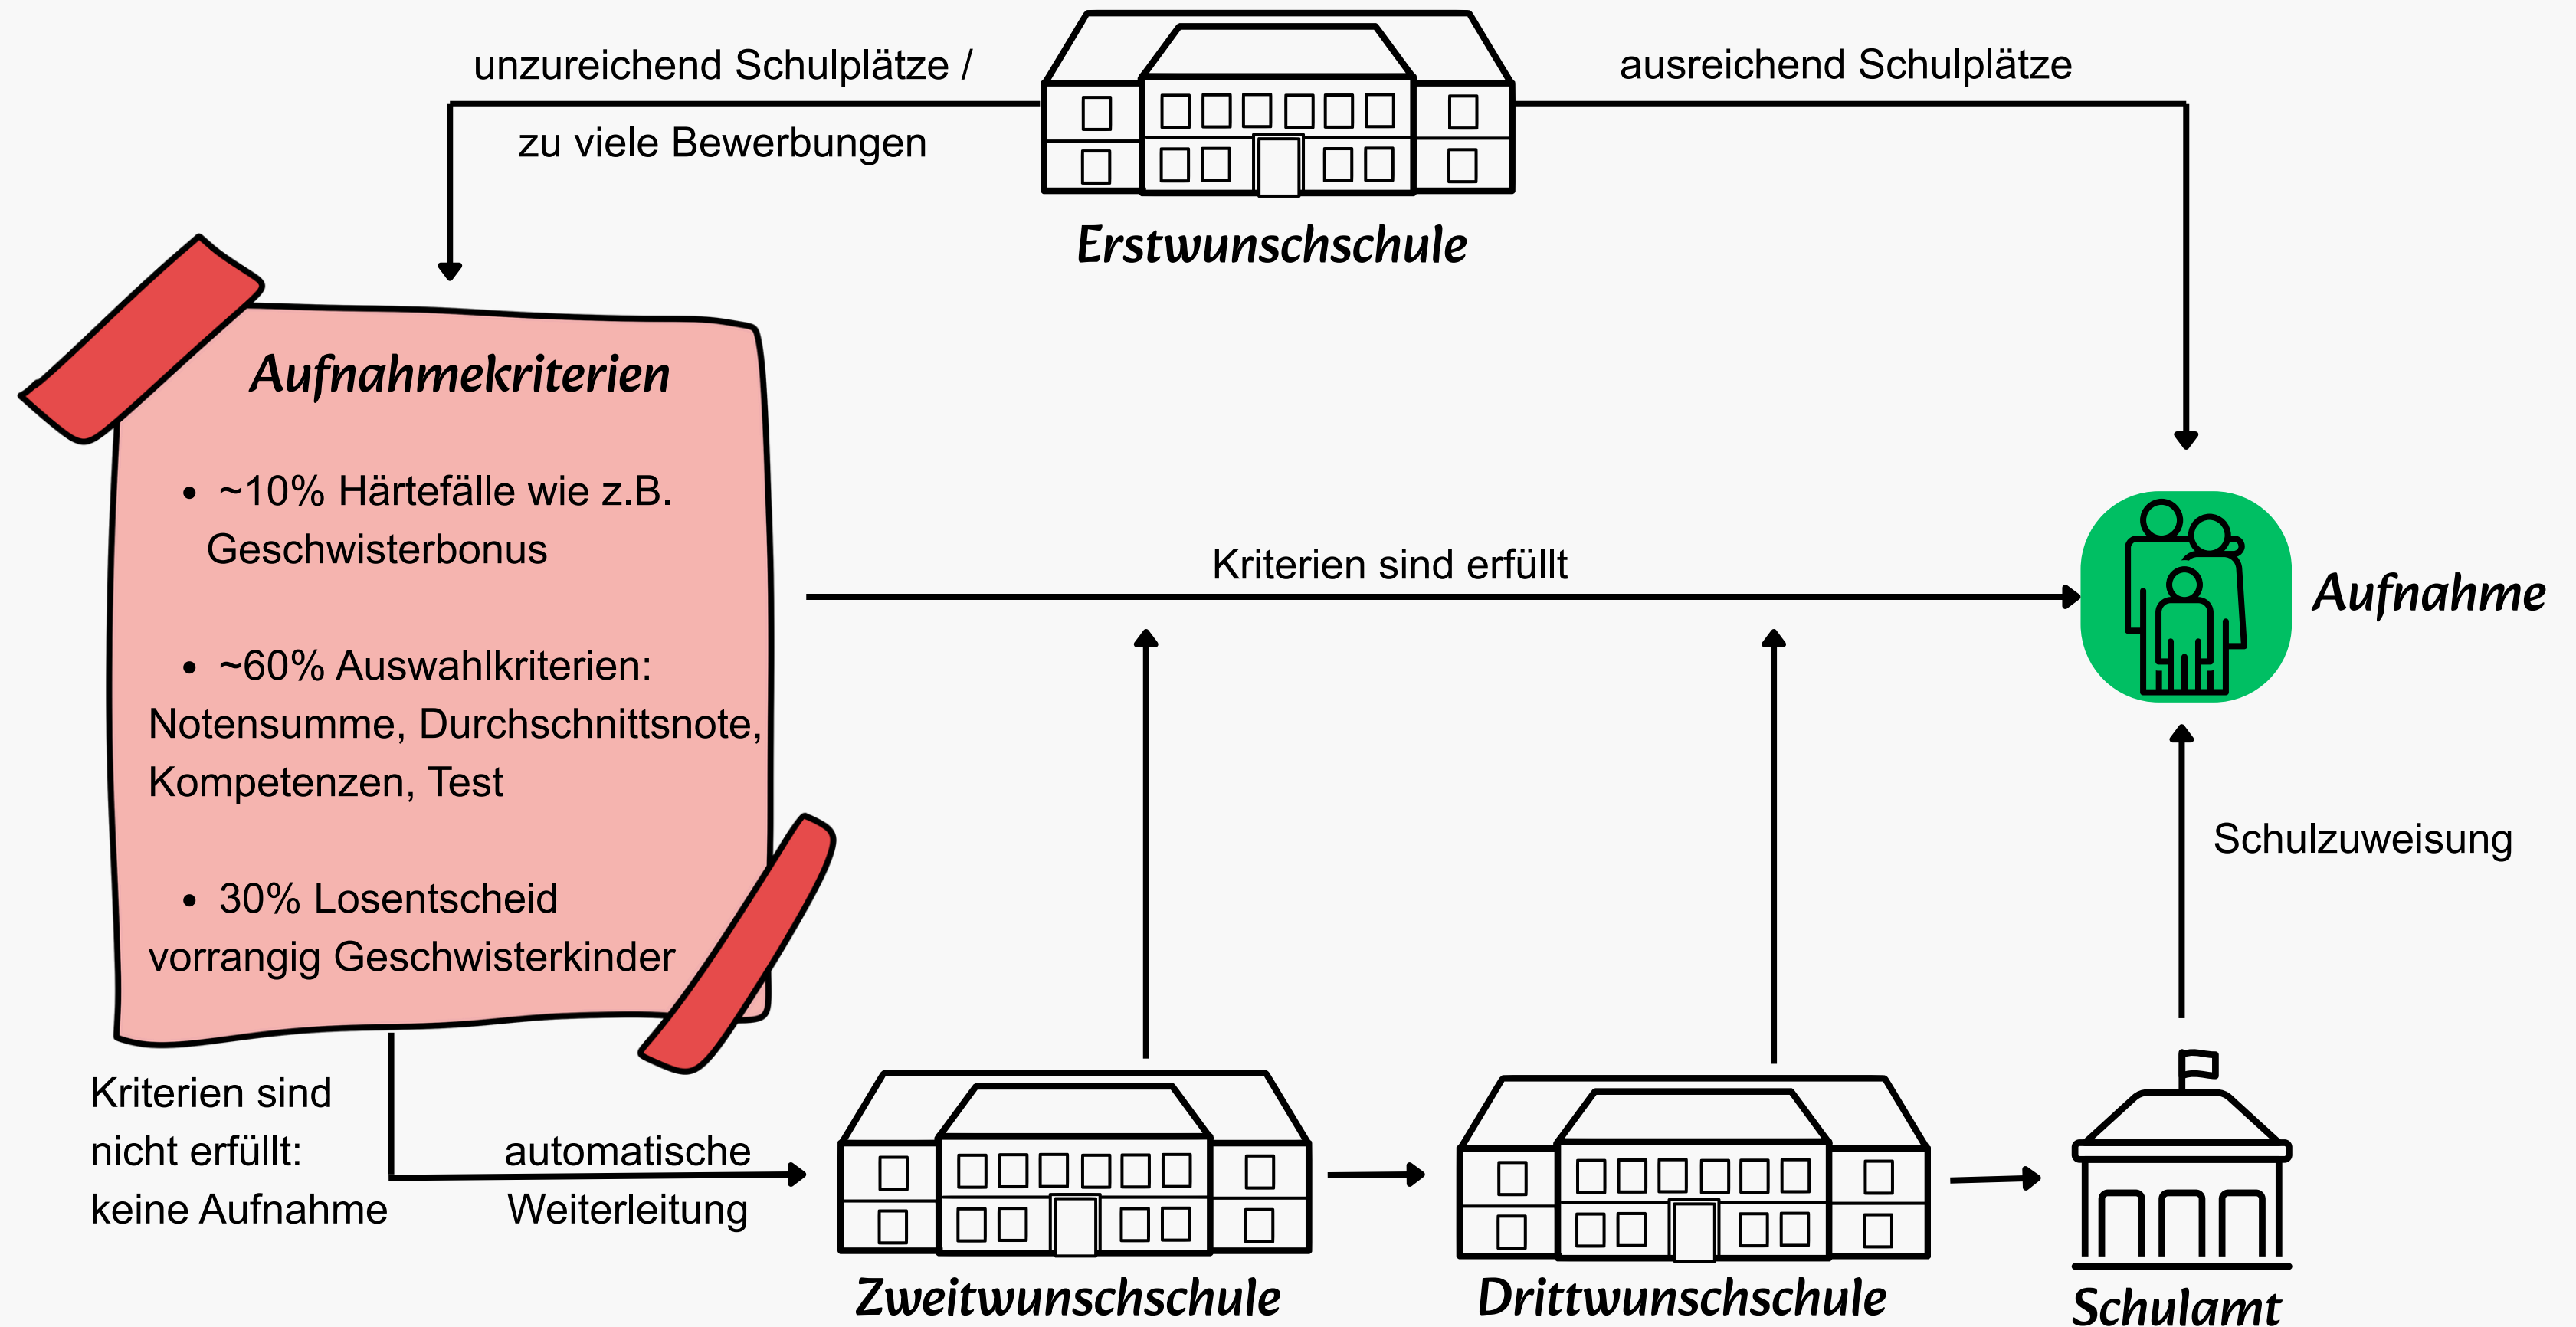 unzureichend Schulplätze /
zu viele Bewerbungen
ausreichend Schulplätze
Erstwunschschule
Aufnahmekriterien
• ~10% Härtefälle wie z.B.
Geschwisterbonus
• ~60% Auswahlkriterien:
Notensumme, Durchschnittsnote,
Kompetenzen, Test
• 30% Losentscheid
vorrangig Geschwisterkinder
Kriterien sind erfüllt
Aufnahme
Schulzuweisung
Kriterien sind
nicht erfüllt:
keine Aufnahme
automatische
Weiterleitung
Zweitwunschschule
Drittwunschschule
Schulamt